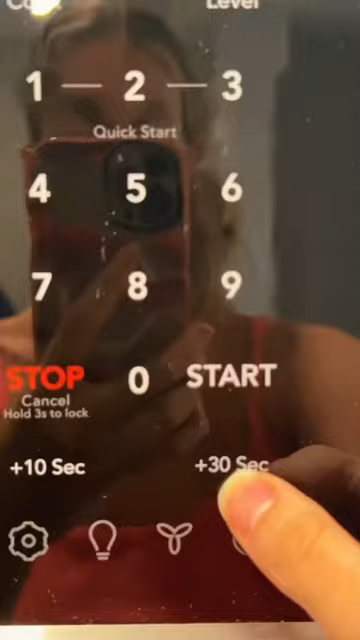 Level
1 — 2 — 3
Quick Start
4 5 6
7 8 9
STOP 0 START
Cancel
Hold 3s to lock
+10 Sec +30 Sec